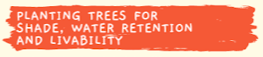 PLANTING TREES FOR
SHADE, WATER RETENTION
AND LIVABILITY